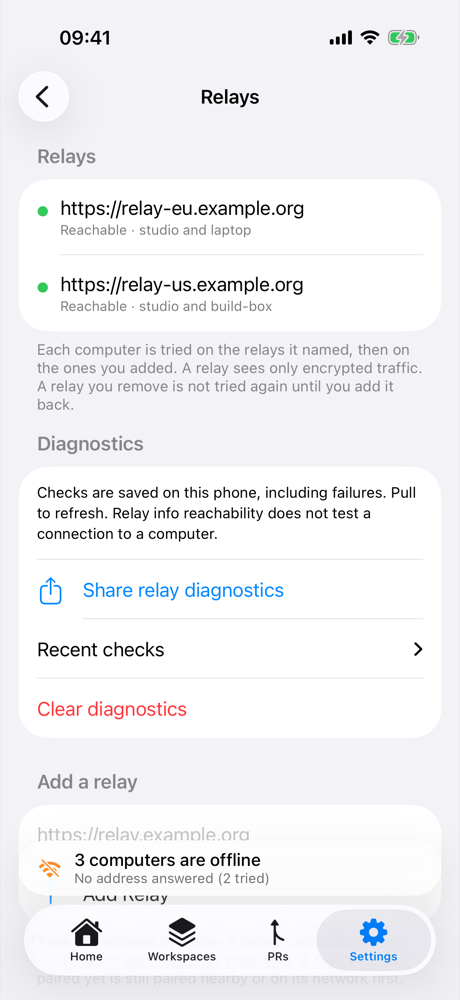 09:41
Relays
Relays
https://relay-eu.example.org
Reachable · studio and laptop
https://relay-us.example.org
Reachable · studio and build-box
Each computer is tried on the relays it named, then on
the ones you added. A relay sees only encrypted traffic.
A relay you remove is not tried again until you add it
back.
Diagnostics
Checks are saved on this phone, including failures. Pull
to refresh. Relay info reachability does not test a
connection to a computer.
Share relay diagnostics
Recent checks
Clear diagnostics
Add a relay
https://relay.example.org
3 computers are offline
No address answered (2 tried)
Add Relay
Home
Workspaces
PRs
Settings
paired yet is still paired nearby or on its network first.